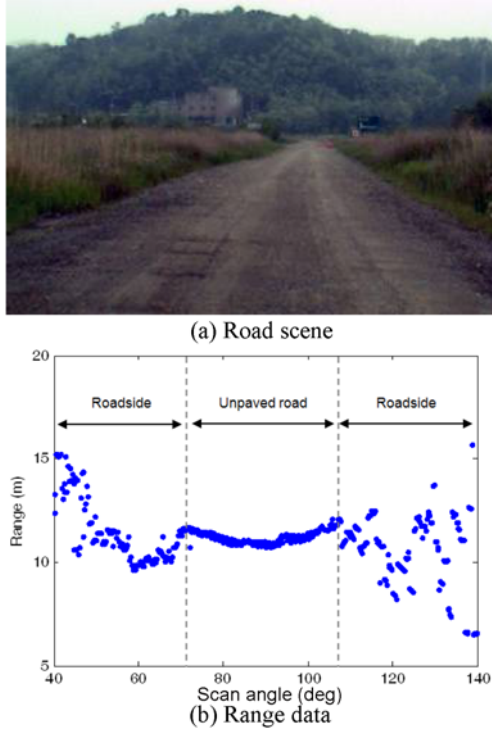 (a) Road scene
20
Roadside Unpaved road Roadside
15
Range (m)
10
5
40 60 80 100 120 140
Scan angle (deg)
(b) Range data